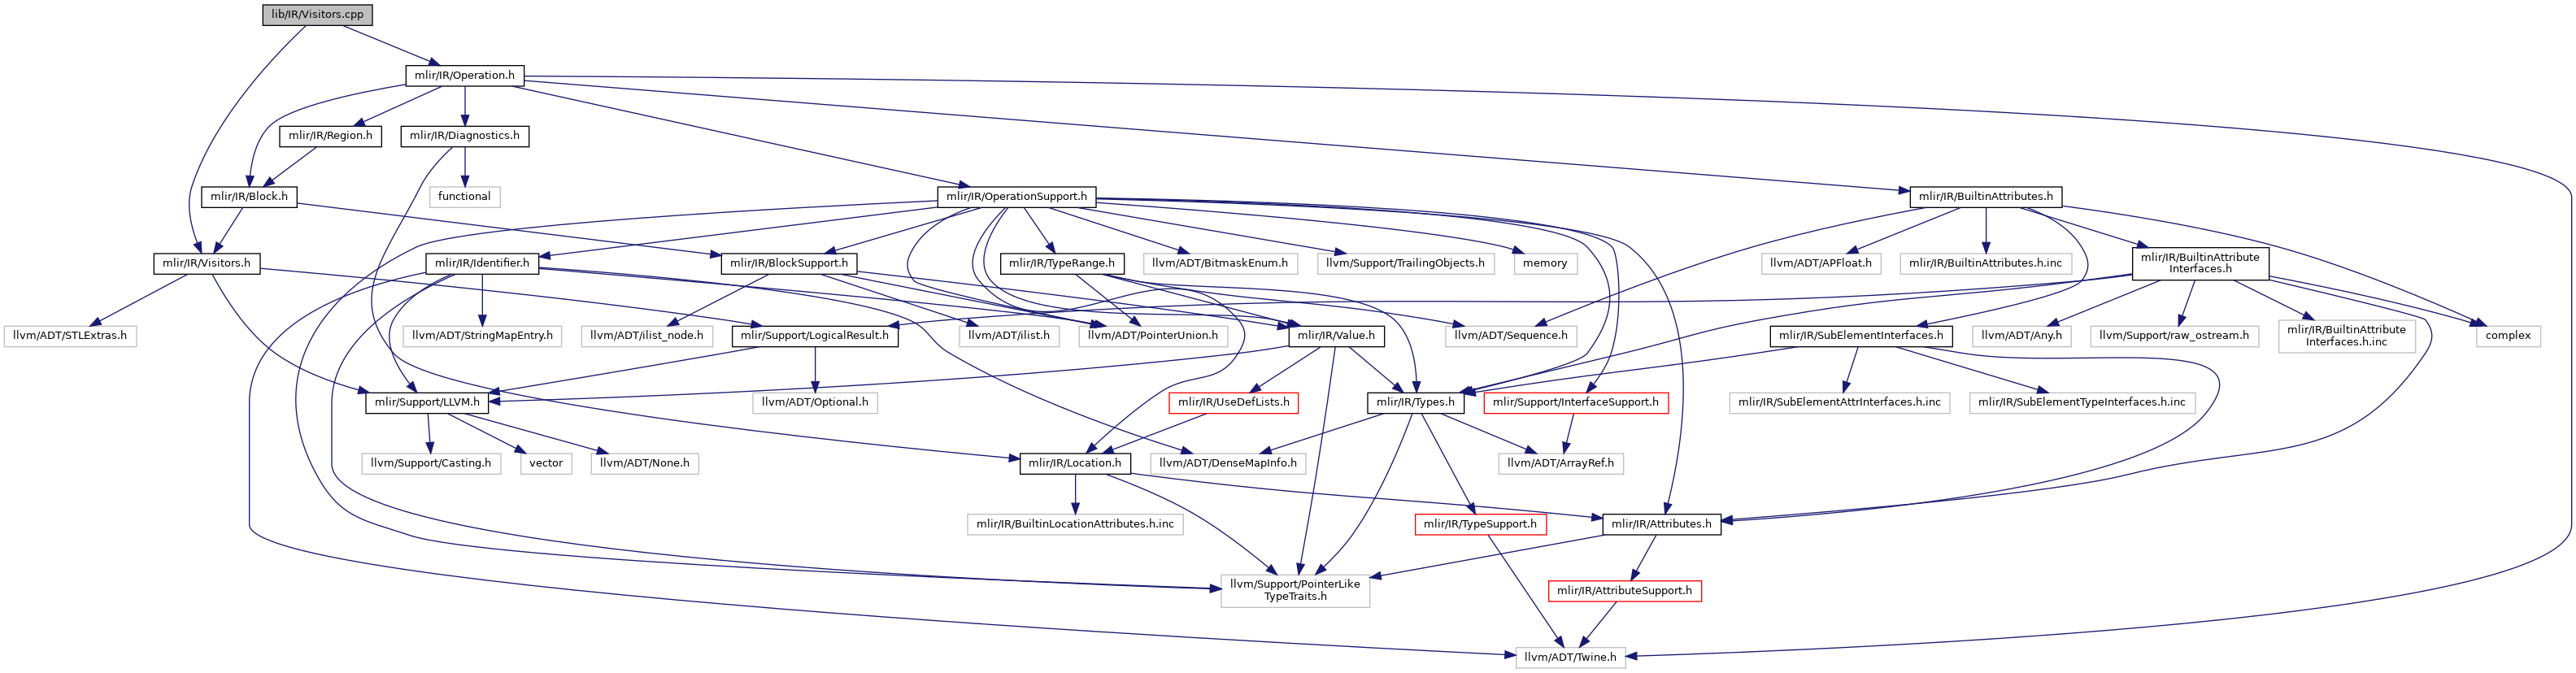 lib/IR/Visitors.cpp
mlir/IR/Operation.h
mlir/IR/Region.h
mlir/IR/Diagnostics.h
mlir/IR/Block.h
functional
mlir/IR/OperationSupport.h
mlir/IR/BuiltinAttributes.h
mlir/IR/Visitors.h
mlir/IR/Identifier.h
mlir/IR/BlockSupport.h
mlir/IR/TypeRange.h
llvm/ADT/BitmaskEnum.h
llvm/Support/TrailingObjects.h
memory
llvm/ADT/APFloat.h
mlir/IR/BuiltinAttributes.h.inc
mlir/IR/BuiltinAttribute
Interfaces.h
llvm/ADT/STLExtras.h
llvm/ADT/StringMapEntry.h
llvm/ADT/ilist_node.h
mlir/Support/LogicalResult.h
llvm/ADT/ilist.h
llvm/ADT/PointerUnion.h
mlir/IR/Value.h
llvm/ADT/Sequence.h
mlir/IR/SubElementInterfaces.h
llvm/ADT/Any.h
llvm/Support/raw_ostream.h
mlir/IR/BuiltinAttribute
Interfaces.h.inc
complex
mlir/Support/LLVM.h
llvm/ADT/Optional.h
mlir/IR/UseDefLists.h
mlir/IR/Types.h
mlir/Support/InterfaceSupport.h
mlir/IR/SubElementAttrInterfaces.h.inc
mlir/IR/SubElementTypeInterfaces.h.inc
llvm/Support/Casting.h
vector
llvm/ADT/None.h
mlir/IR/Location.h
llvm/ADT/DenseMapInfo.h
llvm/ADT/ArrayRef.h
mlir/IR/BuiltinLocationAttributes.h.inc
mlir/IR/TypeSupport.h
mlir/IR/Attributes.h
llvm/Support/PointerLike
TypeTraits.h
mlir/IR/AttributeSupport.h
llvm/ADT/Twine.h